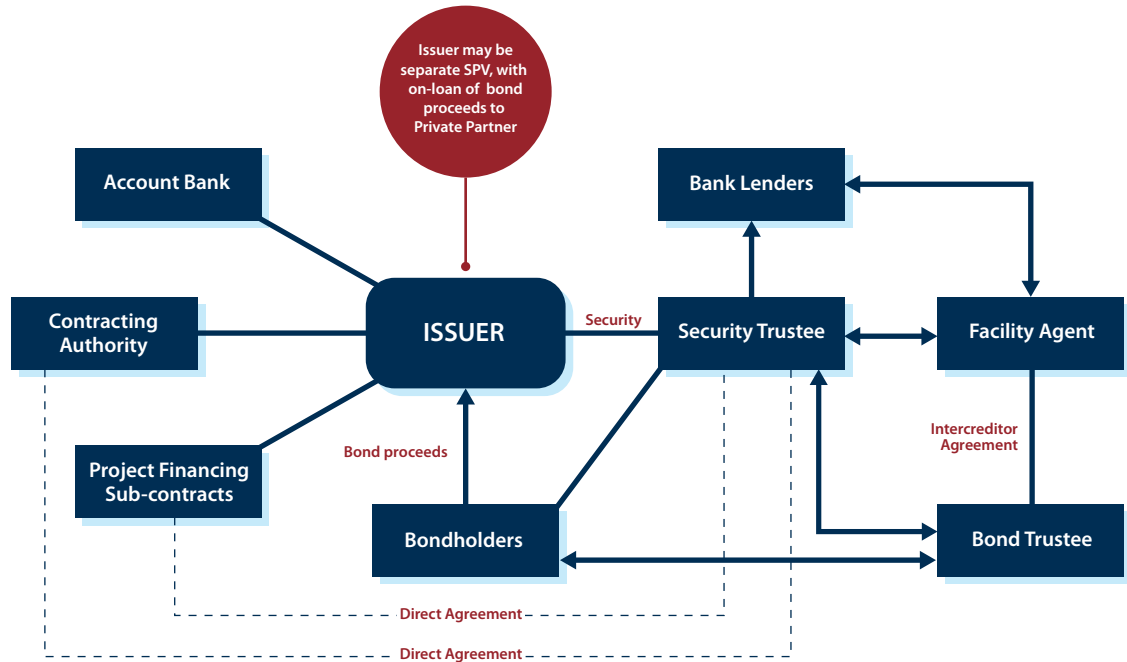 Issuer may be
separate SPV, with
on-loan of bond
proceeds to
Private Partner
Account Bank
Bank Lenders
Contracting
Authority
ISSUER
Security
Security Trustee
Facility Agent
Project Financing
Sub-contracts
Bond proceeds
Intercreditor
Agreement
Bondholders
Bond Trustee
Direct Agreement
Direct Agreement